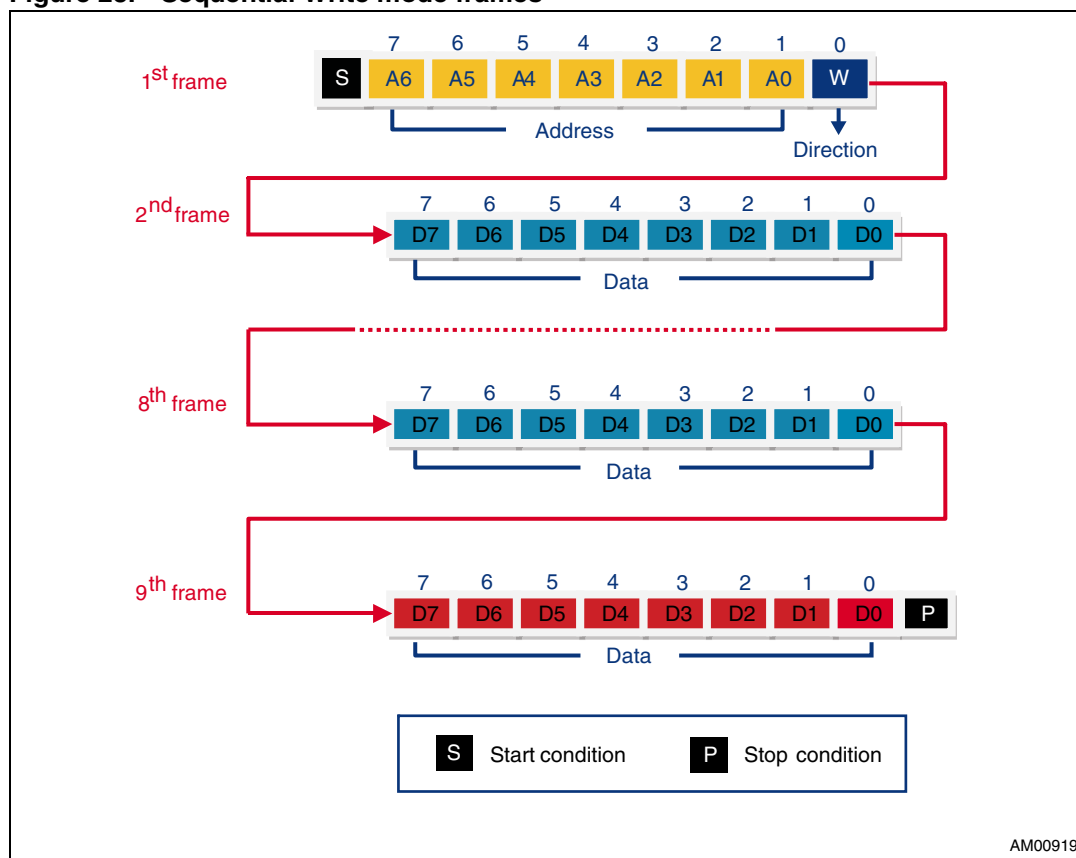 7 6 5 4 3 2 1 0
1st frame S A6 A5 A4 A3 A2 A1 A0 W
Address
Direction
7 6 5 4 3 2 1 0
2nd frame D7 D6 D5 D4 D3 D2 D1 D0
Data
7 6 5 4 3 2 1 0
8th frame D7 D6 D5 D4 D3 D2 D1 D0
Data
7 6 5 4 3 2 1 0
9th frame D7 D6 D5 D4 D3 D2 D1 D0 P
Data
S Start condition P Stop condition
AM00919